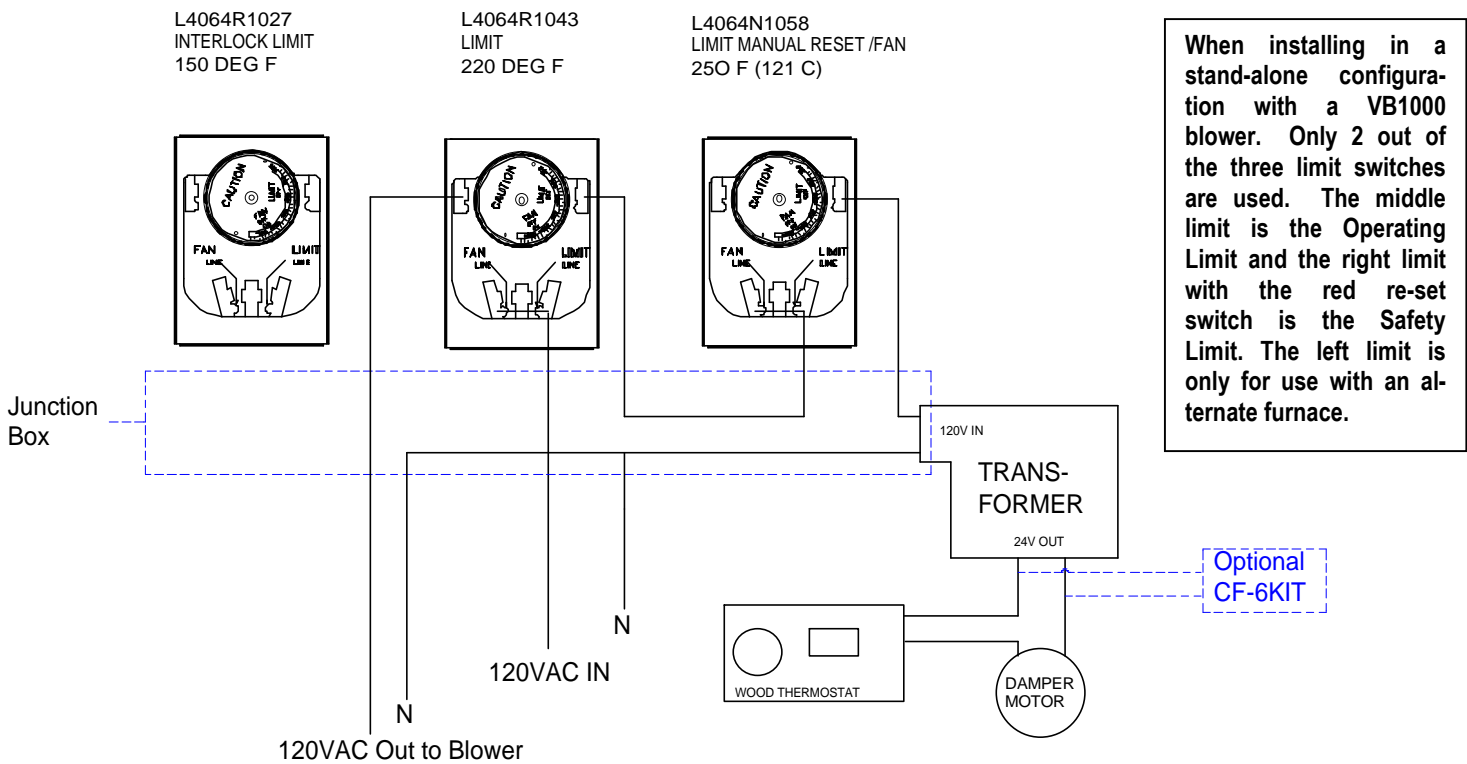 L4064R1027
INTERLOCK LIMIT
150 DEG F
L4064R1043
LIMIT
220 DEG F
L4064N1058
LIMIT MANUAL RESET /FAN
25O F (121 C)
When installing in a
stand-alone configura-
tion with a VB1000
blower. Only 2 out of
the three limit switches
are used. The middle
limit is the Operating
Limit and the right limit
with the red re-set
switch is the Safety
Limit. The left limit is
only for use with an al-
ternate furnace.
CAUTION
LIMIT
FAN
LIMIT
LINE
LINE
CAUTION
LIMIT
FAN
LIMIT
LINE
LINE
CAUTION
LIMIT
FAN
LIMIT
LINE
LINE
Junction
Box
120V IN
TRANS-
FORMER
24V OUT
Optional
CF-6KIT
N
120VAC IN
WOOD THERMOSTAT
DAMPER
MOTOR
N
120VAC Out to Blower